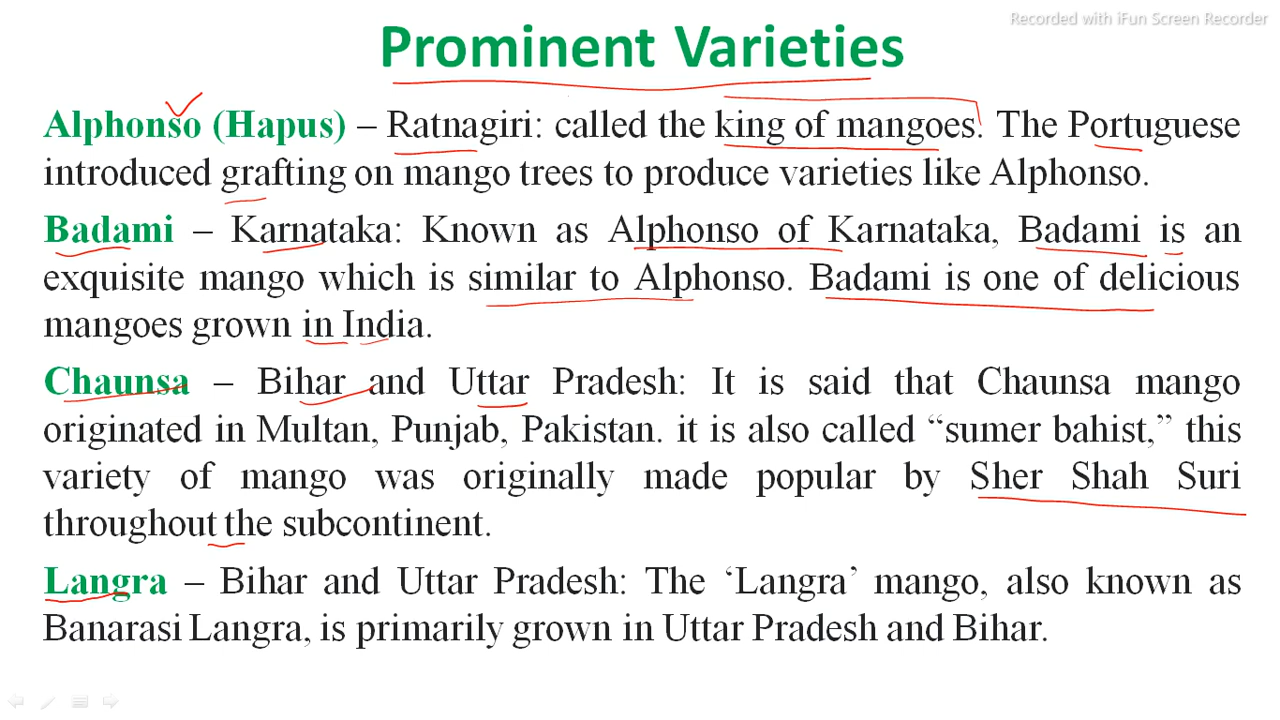 Recorded with iFun Screen Recorder
Prominent Varieties
Alphonso (Hapus) – Ratnagiri: called the king of mangoes. The Portuguese
introduced grafting on mango trees to produce varieties like Alphonso.
Badami – Karnataka: Known as Alphonso of Karnataka, Badami is an
exquisite mango which is similar to Alphonso. Badami is one of delicious
mangoes grown in India.
Chaunsa – Bihar and Uttar Pradesh: It is said that Chaunsa mango
originated in Multan, Punjab, Pakistan. it is also called “sumer bahist,” this
variety of mango was originally made popular by Sher Shah Suri
throughout the subcontinent.
Langra – Bihar and Uttar Pradesh: The ‘Langra’ mango, also known as
Banarasi Langra, is primarily grown in Uttar Pradesh and Bihar.